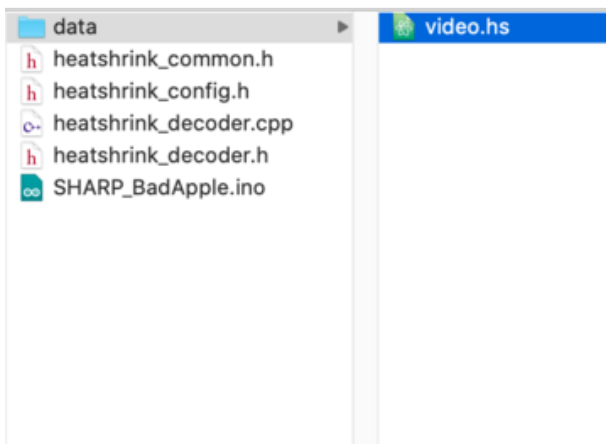 data
heatshrink_common.h
heatshrink_config.h
heatshrink_decoder.cpp
heatshrink_decoder.h
SHARP_BadApple.ino
video.hs